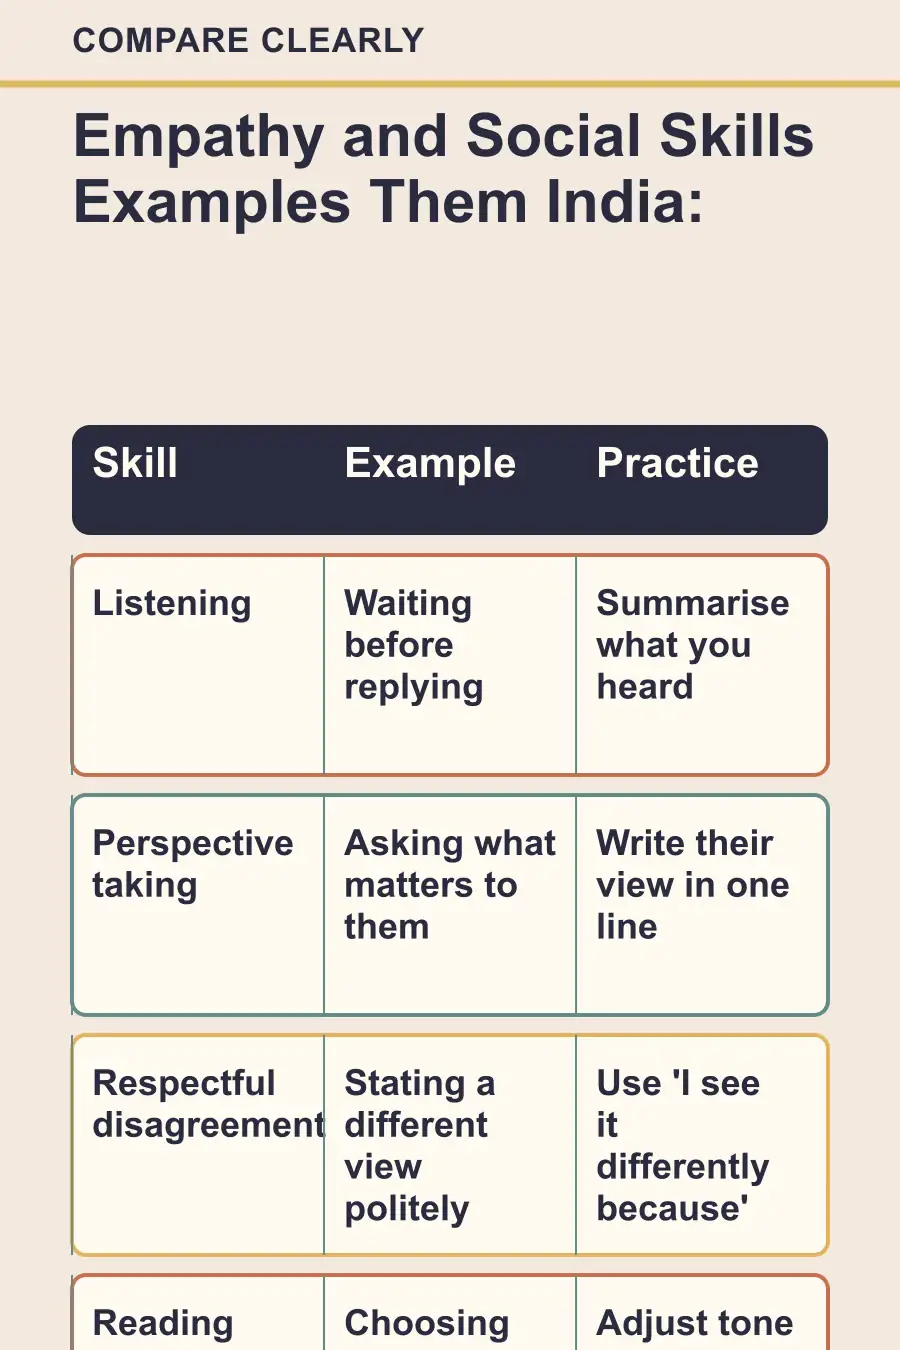 COMPARE CLEARLY
Empathy and Social Skills
Examples Them India:
Skill
Example
Practice
Listening
Waiting
before
replying
Summarise
what you
heard
Perspective
taking
Asking what
matters to
them
Write their
view in one
line
Respectful
disagreement
Stating a
different
view
politely
Use 'I see
it
differently
because'
Reading
Choosing
Adjust tone